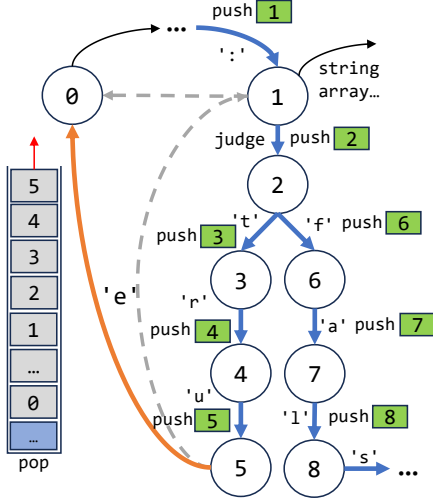 push 1
...
':'
0
1
string
array…
judge
push 2
2
5
4
3
2
1
…
0
…
pop
't'
push 3
'f'
push 6
3
6
'e'
'r'
push 4
'a'
push 7
4
7
'u'
push 5
'l'
push 8
5
8
's'
...